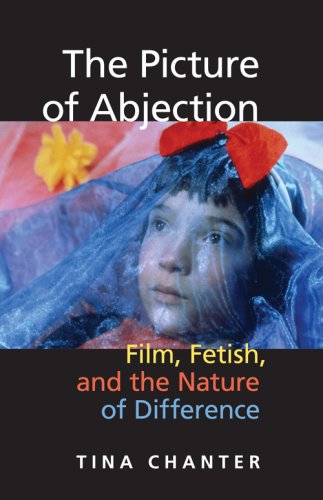 The Picture
of Abjection
Film, Fetish,
and the Nature
of Difference
TINA CHANTER